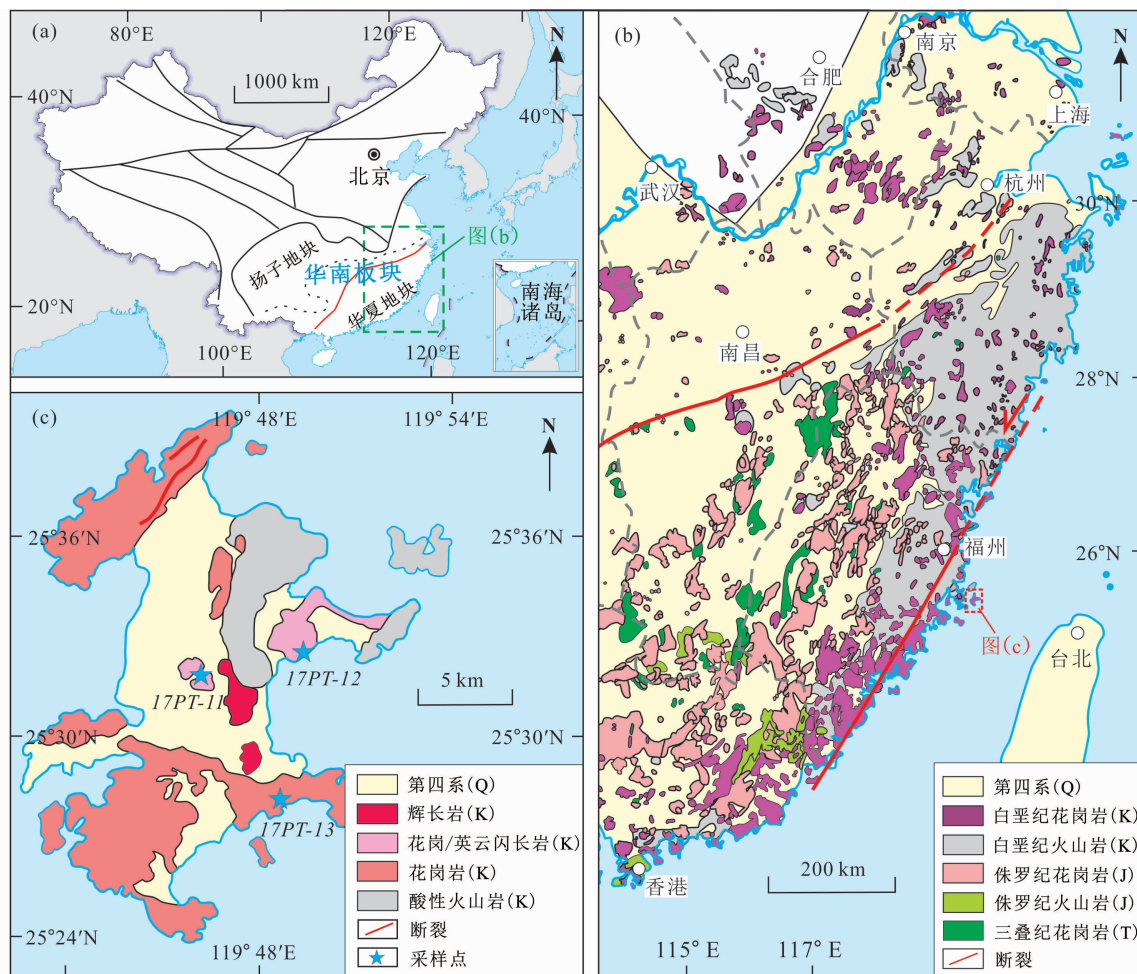 (a)
80°E
120°E
N
1000 km
40°N
40°N
北京
图(b)
扬子地块
华南板块
华夏地块
20°N
20°N
南海
诸岛
100°E
120°E
(b)
南京
N
合肥
上海
武汉
杭州
30°N
南昌
28°N
福州
26°N
图(c)
台北
香港
200 km
115° E
117° E
第四系(Q)
白垩纪花岗岩(K)
白垩纪火山岩(K)
侏罗纪花岗岩(J)
侏罗纪火山岩(J)
三叠纪花岗岩(T)
断裂
(c)
119°48′E
119°54′E
N
25°36′N
25°36′N
17PT-12
17PT-11
5 km
25°30′N
25°30′N
17PT-13
25°24′N
119°48′E
第四系(Q)
辉长岩(K)
花岗/英云闪长岩(K)
花岗岩(K)
酸性火山岩(K)
断裂
采样点